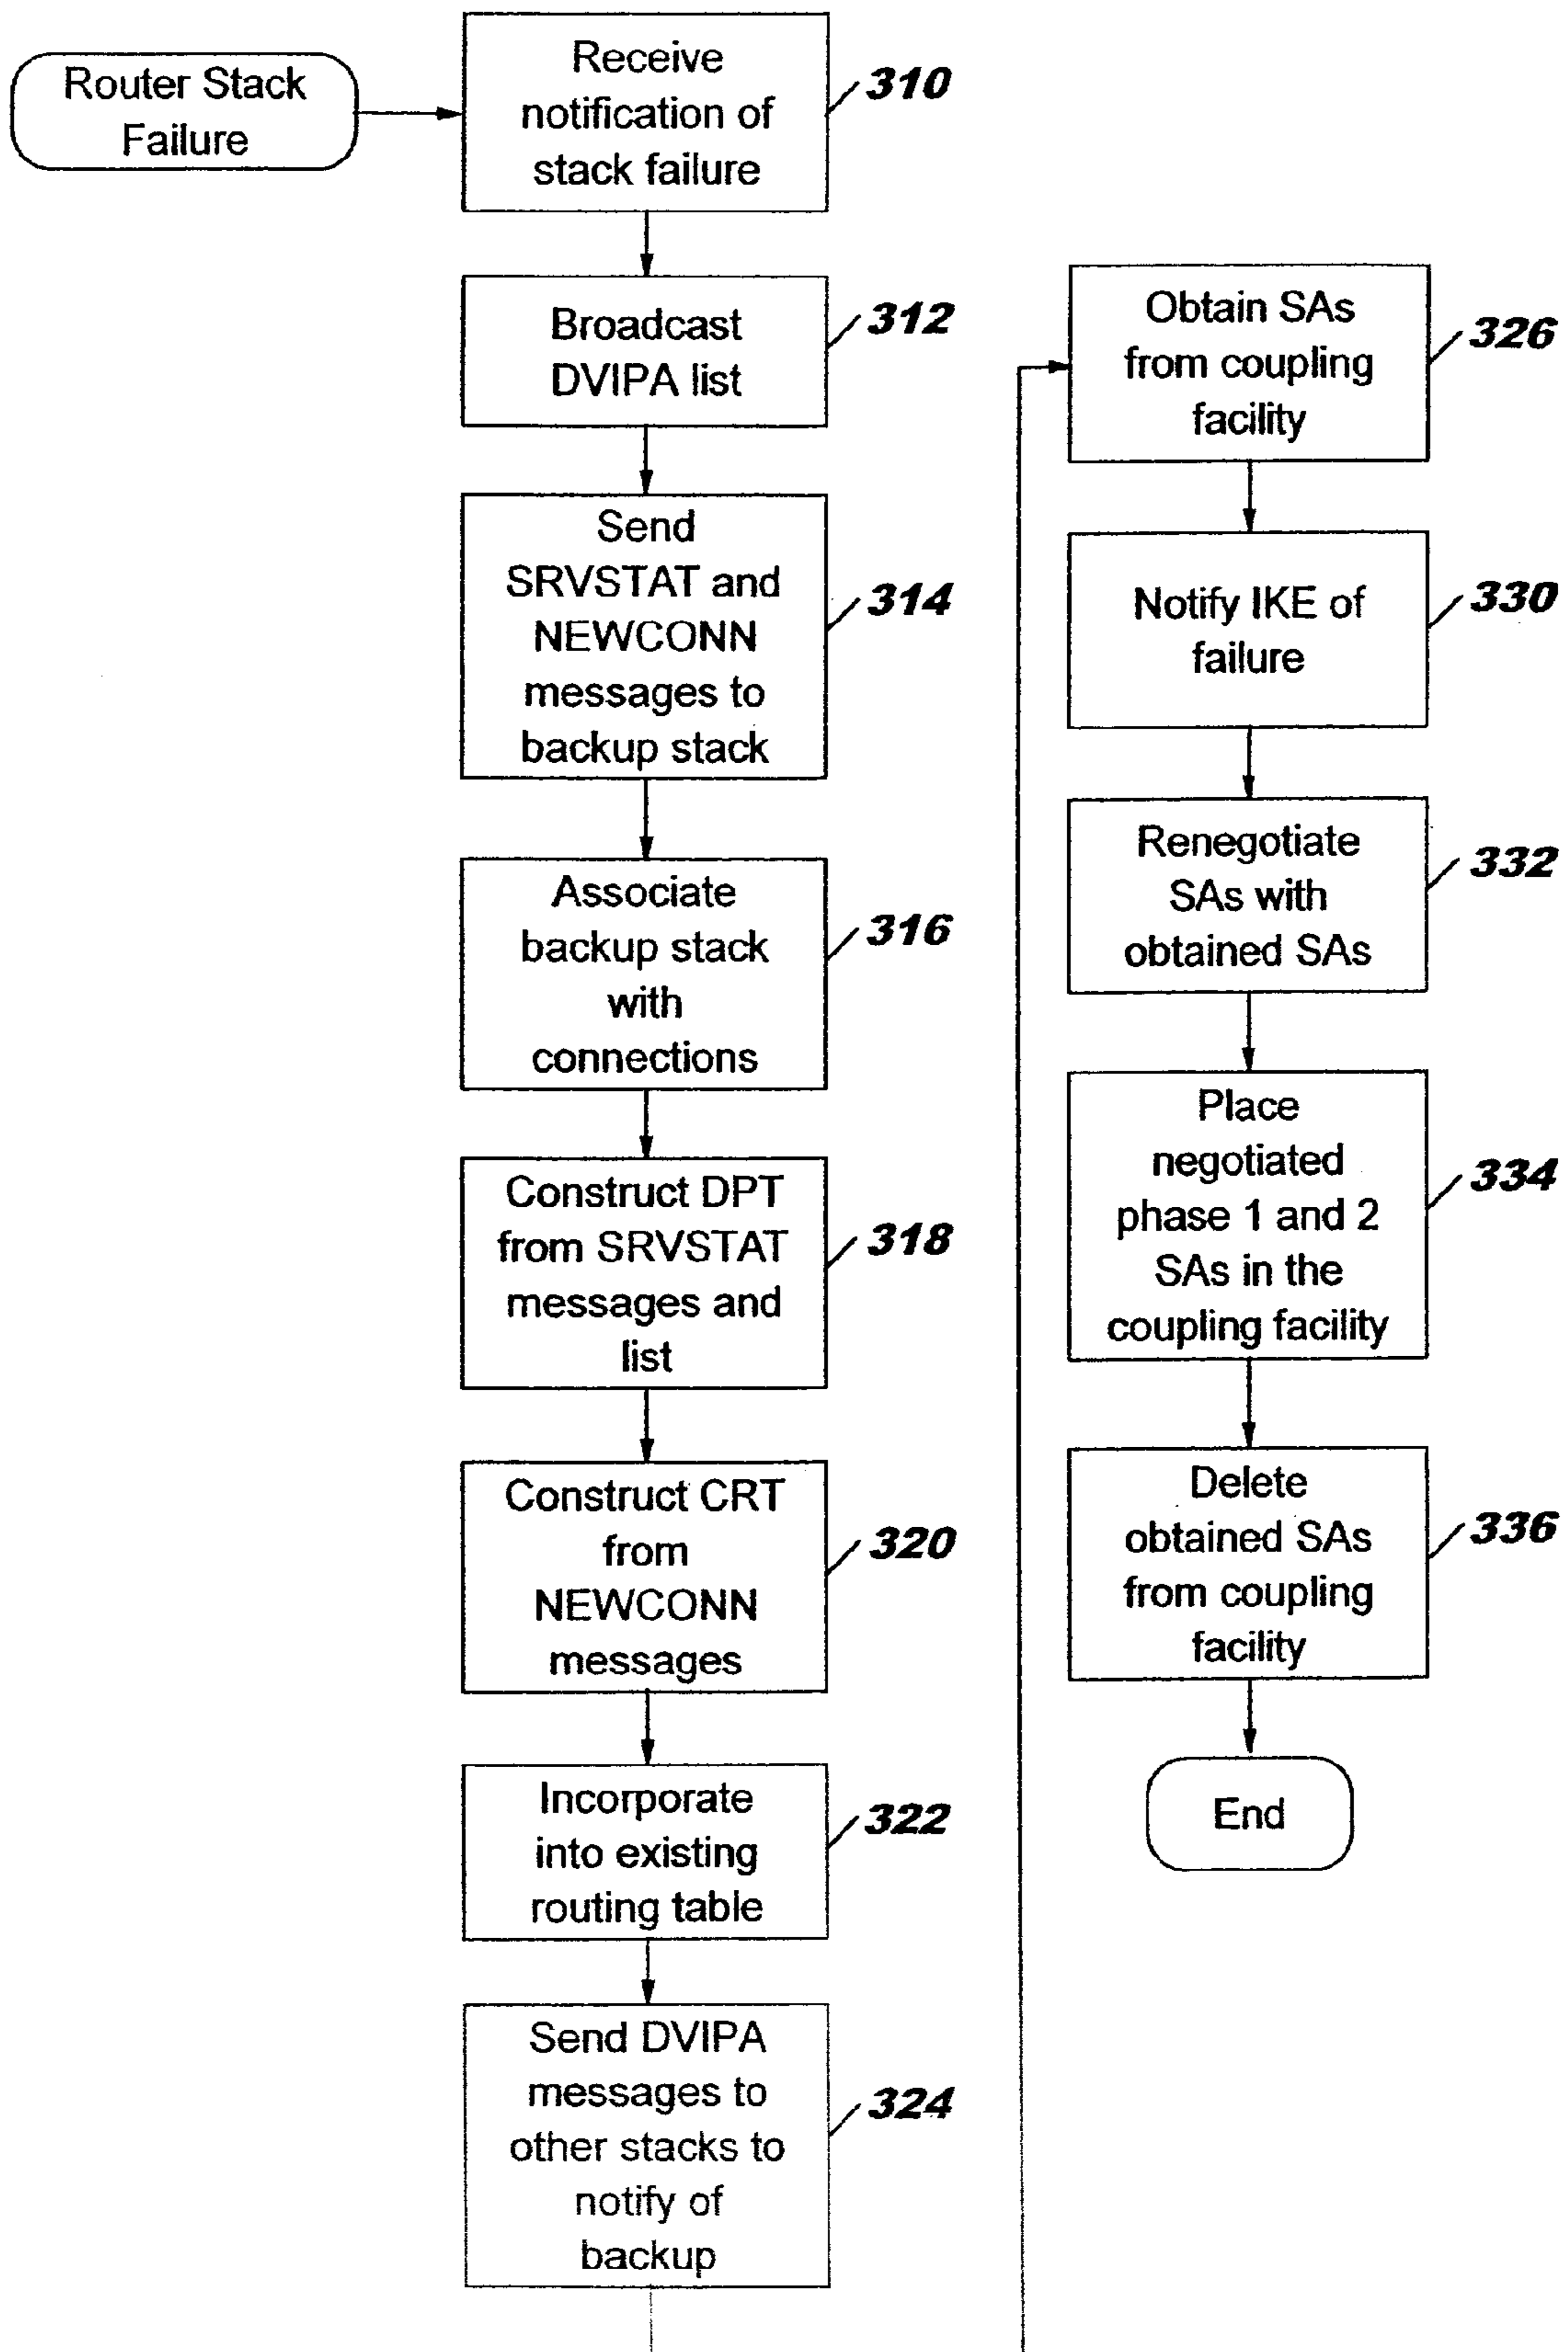 Router Stack
Failure
Receive
notification of
stack failure
310
Broadcast
DVIPA list
312
Send
SRVSTAT and
NEWCONN
messages to
backup stack
314
Associate
backup stack
with
connections
316
Construct DPT
from SRVSTAT
messages and
list
318
Construct CRT
from
NEWCONN
messages
320
Incorporate
into existing
routing table
322
Send DVIPA
messages to
other stacks to
notify of
backup
324
Obtain SAs
from coupling
facility
326
Notify IKE of
failure
330
Renegotiate
SAs with
obtained SAs
332
Place
negotiated
phase 1 and 2
SAs in the
coupling facility
334
Delete
obtained SAs
from coupling
facility
336
End